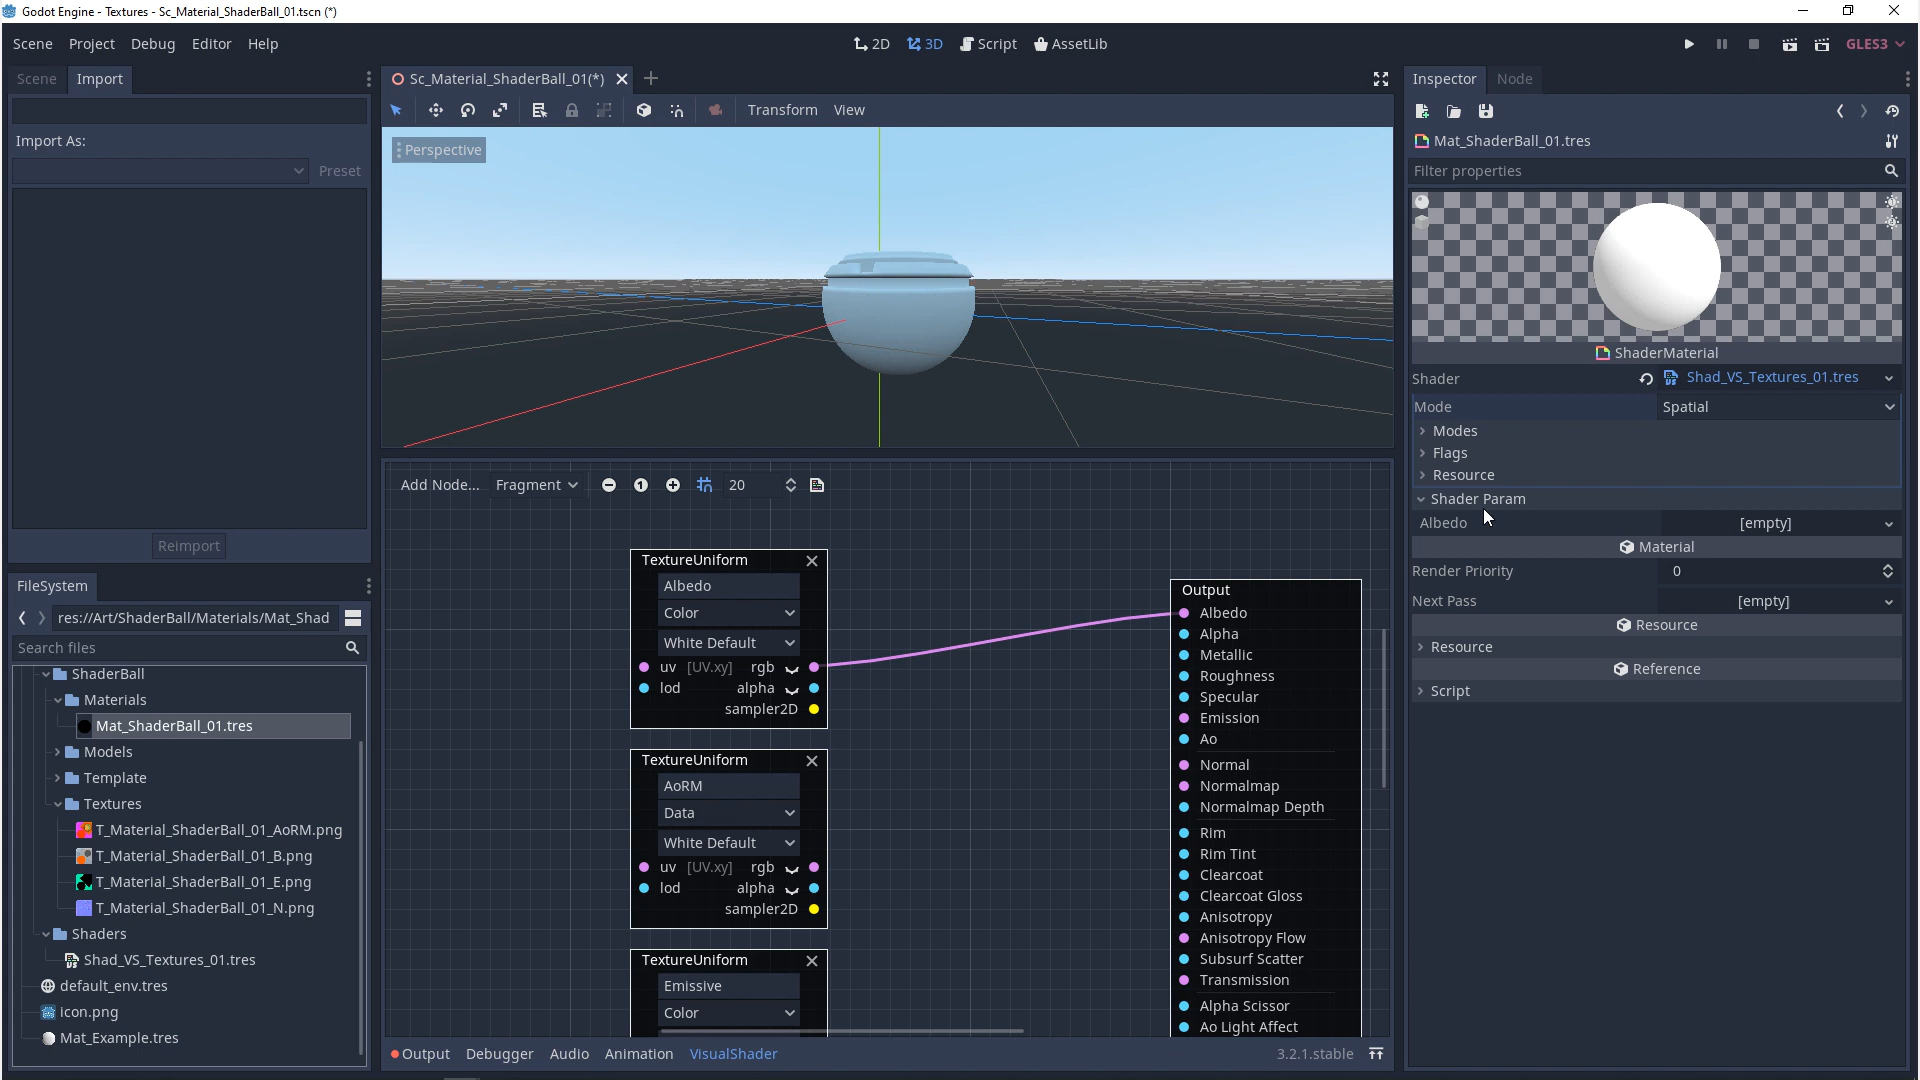 Godot Engine - Textures - Sc_Material_ShaderBall_01.tscn (*)
Scene Project Debug Editor Help
2D 3D Script AssetLib
GLES3
Scene Import
Import As:
Preset
Reimport
FileSystem
res://Art/ShaderBall/Materials/Mat_Shad
Search files
ShaderBall
Materials
Mat_ShaderBall_01.tres
Models
Template
Textures
T_Material_ShaderBall_01_AoRM.png
T_Material_ShaderBall_01_B.png
T_Material_ShaderBall_01_E.png
T_Material_ShaderBall_01_N.png
Shaders
Shad_VS_Textures_01.tres
default_env.tres
icon.png
Mat_Example.tres
Sc_Material_ShaderBall_01(*)
Transform View
Perspective
Add Node... Fragment 20
TextureUniform
Albedo
Color
White Default
uv [UV.xy] rgb
lod alpha
sampler2D
TextureUniform
AoRM
Data
White Default
uv [UV.xy] rgb
lod alpha
sampler2D
TextureUniform
Emissive
Color
Output
Albedo
Alpha
Metallic
Roughness
Specular
Emission
Ao
Normal
Normalmap
Normalmap Depth
Rim
Rim Tint
Clearcoat
Clearcoat Gloss
Anisotropy
Anisotropy Flow
Subsurf Scatter
Transmission
Alpha Scissor
Ao Light Affect
Output Debugger Audio Animation VisualShader
3.2.1.stable
Inspector Node
Mat_ShaderBall_01.tres
Filter properties
ShaderMaterial
Shader Shad_VS_Textures_01.tres
Mode Spatial
Modes
Flags
Resource
Shader Param
Albedo [empty]
Material
Render Priority 0
Next Pass [empty]
Resource
Resource
Reference
Script